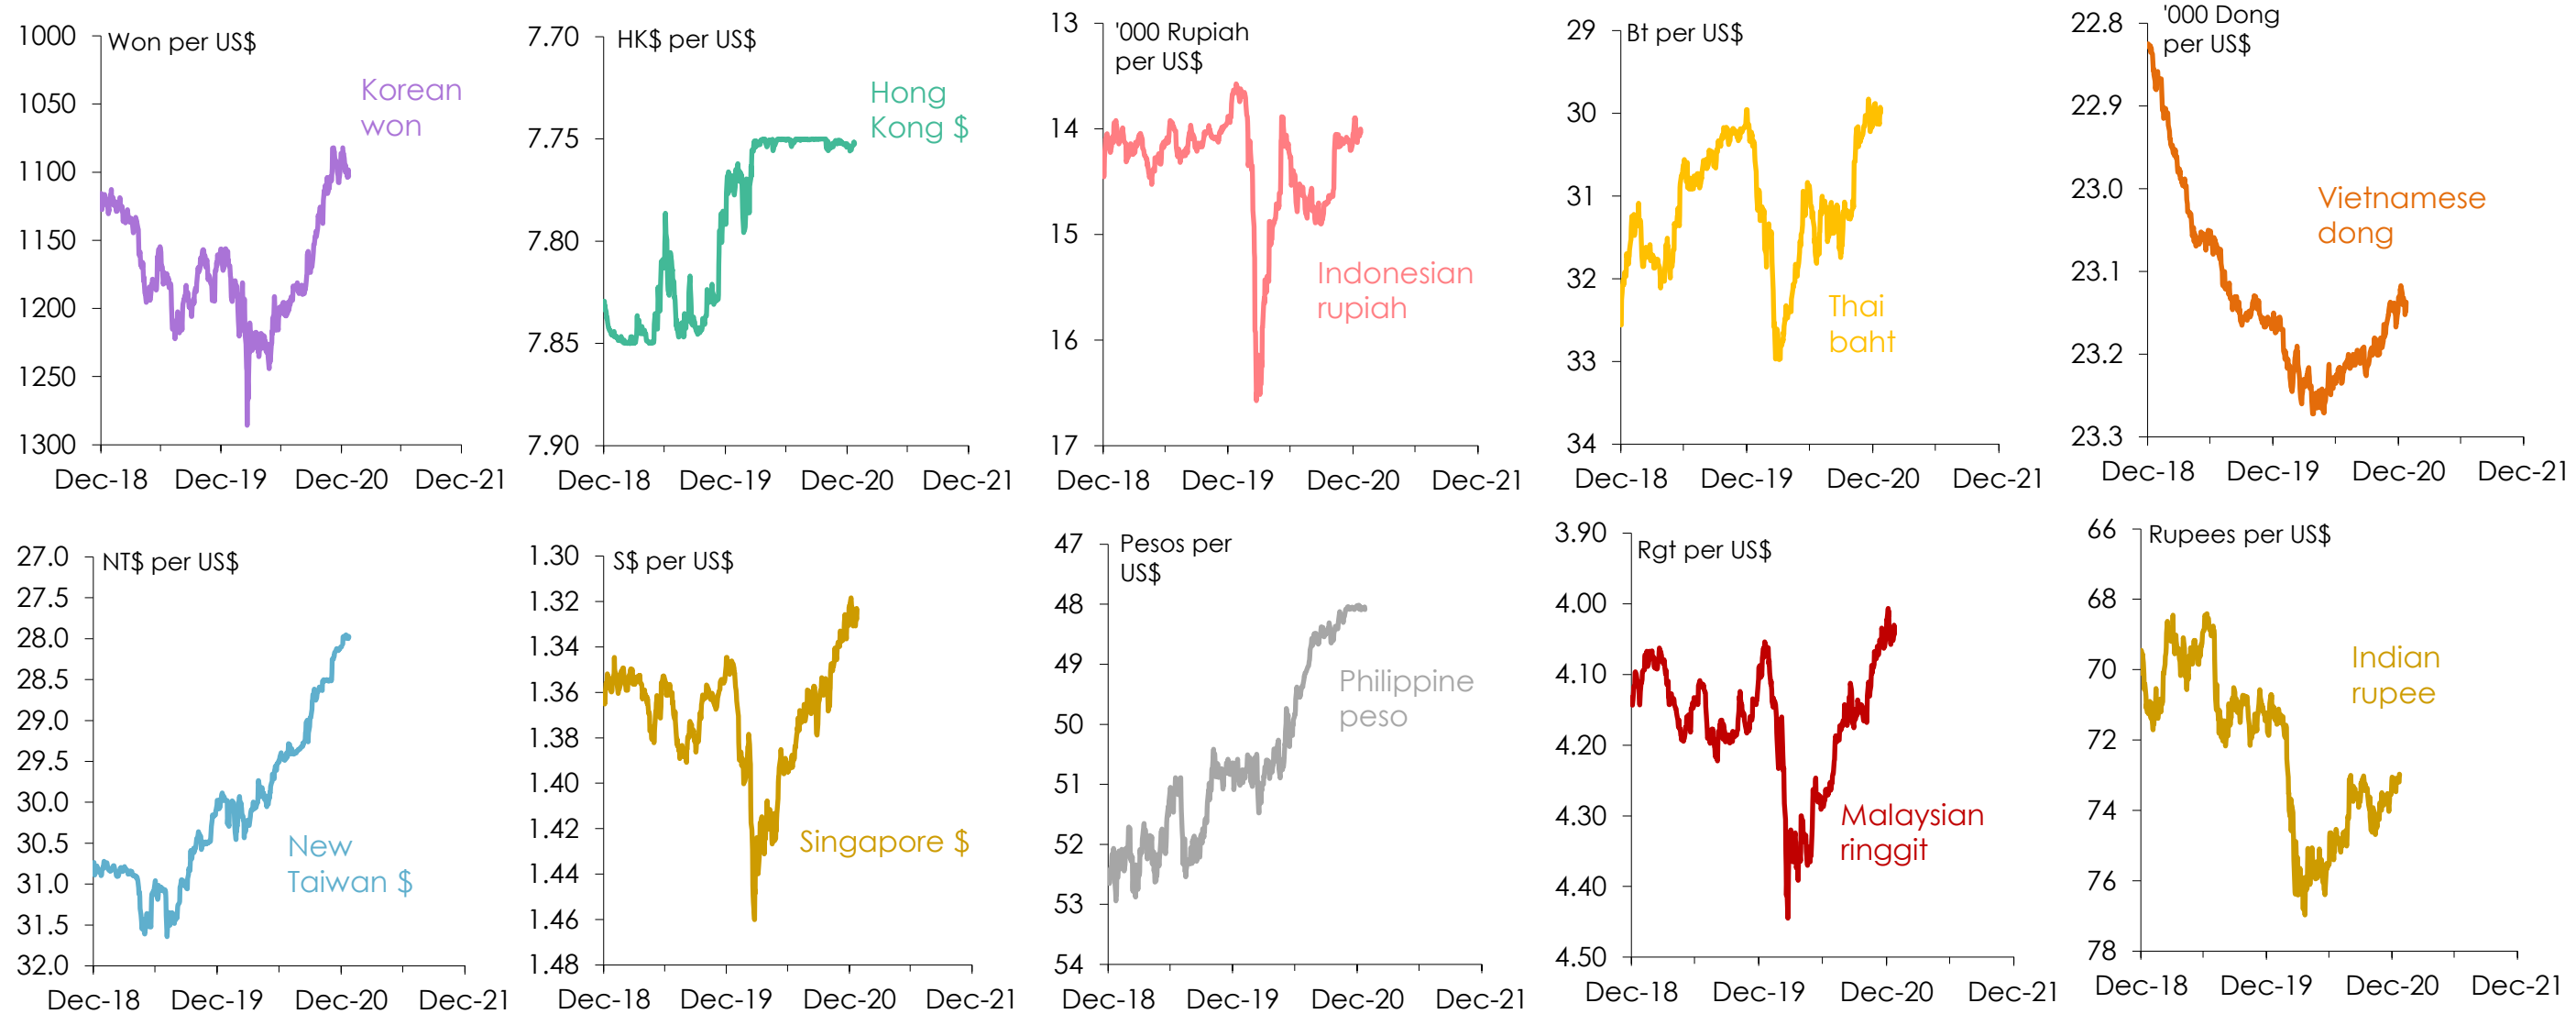 Won per US$
1000
1050
1100
1150
1200
1250
1300
Korean
won
Dec-18 Dec-19 Dec-20 Dec-21
HK$ per US$
7.70
7.75
7.80
7.85
7.90
Hong
Kong $
Dec-18 Dec-19 Dec-20 Dec-21
'000 Rupiah
per US$
13
14
15
16
17
Indonesian
rupiah
Dec-18 Dec-19 Dec-20 Dec-21
Bt per US$
29
30
31
32
33
34
Thai
baht
Dec-18 Dec-19 Dec-20 Dec-21
'000 Dong
per US$
22.8
22.9
23.0
23.1
23.2
23.3
Vietnamese
dong
Dec-18 Dec-19 Dec-20 Dec-21
NT$ per US$
27.0
27.5
28.0
28.5
29.0
29.5
30.0
30.5
31.0
31.5
32.0
New
Taiwan $
Dec-18 Dec-19 Dec-20 Dec-21
S$ per US$
1.30
1.32
1.34
1.36
1.38
1.40
1.42
1.44
1.46
1.48
Singapore $
Dec-18 Dec-19 Dec-20 Dec-21
Pesos per
US$
47
48
49
50
51
52
53
54
Philippine
peso
Dec-18 Dec-19 Dec-20 Dec-21
Rgt per US$
3.90
4.00
4.10
4.20
4.30
4.40
4.50
Malaysian
ringgit
Dec-18 Dec-19 Dec-20 Dec-21
Rupees per US$
66
68
70
72
74
76
78
Indian
rupee
Dec-18 Dec-19 Dec-20 Dec-21